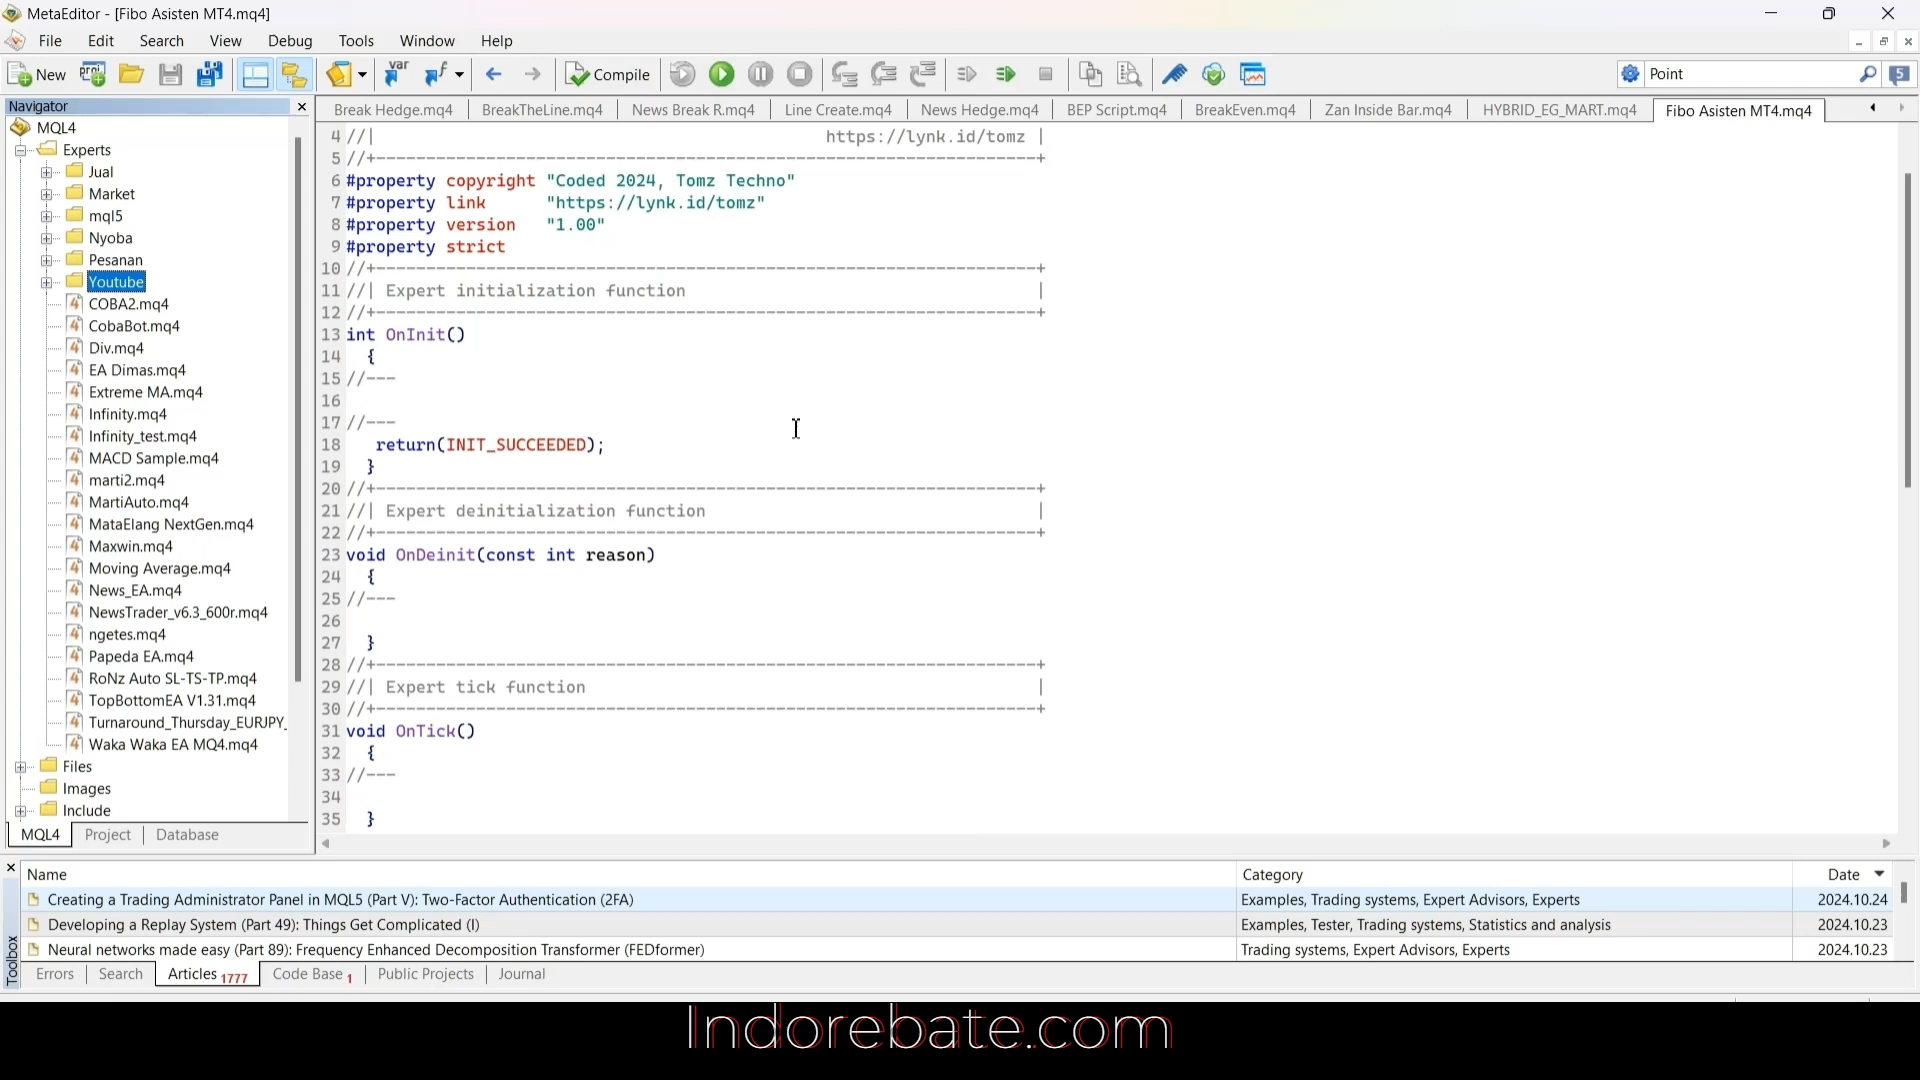 MetaEditor - [Fibo Asisten MT4.mq4]
File Edit Search View Debug Tools Window Help
New Compile Point 5
Navigator
MQL4
Experts
Jual
Market
mql5
Nyoba
Pesanan
Youtube
COBA2.mq4
CobaBot.mq4
Div.mq4
EA Dimas.mq4
Extreme MA.mq4
Infinity.mq4
Infinity_test.mq4
MACD Sample.mq4
marti2.mq4
MartiAuto.mq4
MataElang NextGen.mq4
Maxwin.mq4
Moving Average.mq4
News_EA.mq4
NewsTrader_v6.3_600r.mq4
ngetes.mq4
Papeda EA.mq4
RoNz Auto SL-TS-TP.mq4
TopBottomEA V1.31.mq4
Turnaround_Thursday_EURJPY_
Waka Waka EA MQ4.mq4
Files
Images
Include
MQL4 Project Database
Break Hedge.mq4 BreakTheLine.mq4 News Break R.mq4 Line Create.mq4 News Hedge.mq4 BEP Script.mq4 BreakEven.mq4 Zan Inside Bar.mq4 HYBRID_EG_MART.mq4 Fibo Asisten MT4.mq4
4 //| https://lynk.id/tomz |
5 //+------------------------------------------------------------------+
6 #property copyright "Coded 2024, Tomz Techno"
7 #property link "https://lynk.id/tomz"
8 #property version "1.00"
9 #property strict
10 //+------------------------------------------------------------------+
11 //| Expert initialization function |
12 //+------------------------------------------------------------------+
13 int OnInit()
14 {
15 //---
16
17 //---
18 return(INIT_SUCCEEDED);
19 }
20 //+------------------------------------------------------------------+
21 //| Expert deinitialization function |
22 //+------------------------------------------------------------------+
23 void OnDeinit(const int reason)
24 {
25 //---
26
27 }
28 //+------------------------------------------------------------------+
29 //| Expert tick function |
30 //+------------------------------------------------------------------+
31 void OnTick()
32 {
33 //---
34
35 }
Name Category Date
Creating a Trading Administrator Panel in MQL5 (Part V): Two-Factor Authentication (2FA) Examples, Trading systems, Expert Advisors, Experts 2024.10.24
Developing a Replay System (Part 49): Things Get Complicated (I) Examples, Tester, Trading systems, Statistics and analysis 2024.10.23
Neural networks made easy (Part 89): Frequency Enhanced Decomposition Transformer (FEDformer) Trading systems, Expert Advisors, Experts 2024.10.23
Toolbox
Errors Search Articles 1777 Code Base 1 Public Projects Journal
Indorebate.com